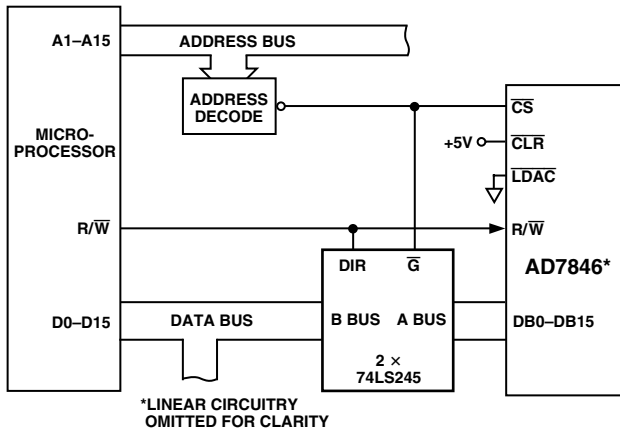 A1–A15
ADDRESS BUS
ADDRESS
DECODE
CS
MICRO-
PROCESSOR
+5V
CLR
LDAC
R/W
R/W
DIR
G
AD7846*
D0–D15
DATA BUS
B BUS
A BUS
DB0–DB15
2 ×
74LS245
*LINEAR CIRCUITRY
OMITTED FOR CLARITY